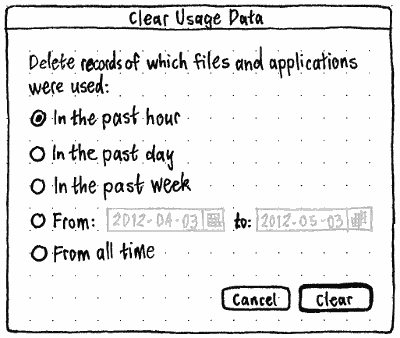 Clear Usage Data
Delete records of which files and applications
were used:
In the past hour
In the past day
In the past week
From: 2012-04-03 to: 2012-05-03
From all time
Cancel Clear